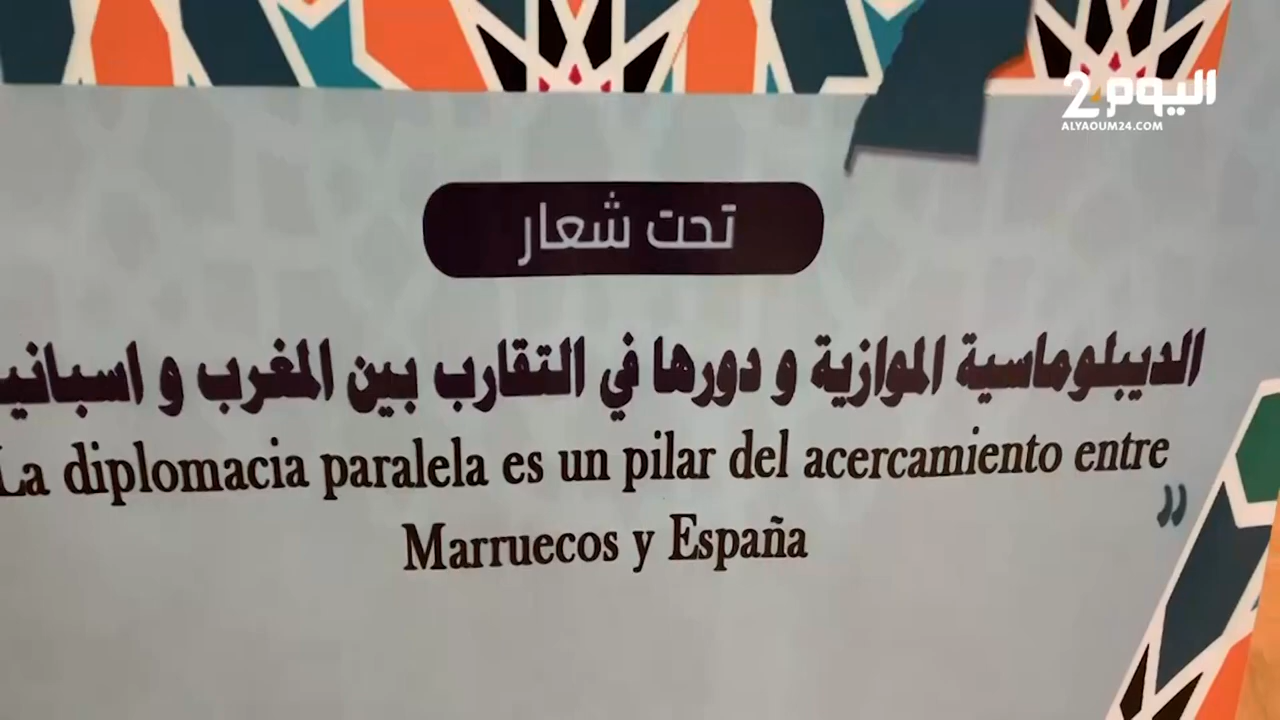 اليوم 24
ALYAOUM24.COM
تحت شعار
الديبلوماسية الموازية و دورها في التقارب بين المغرب و اسبانيا
La diplomacia paralela es un pilar del acercamiento entre
Marruecos y España
”